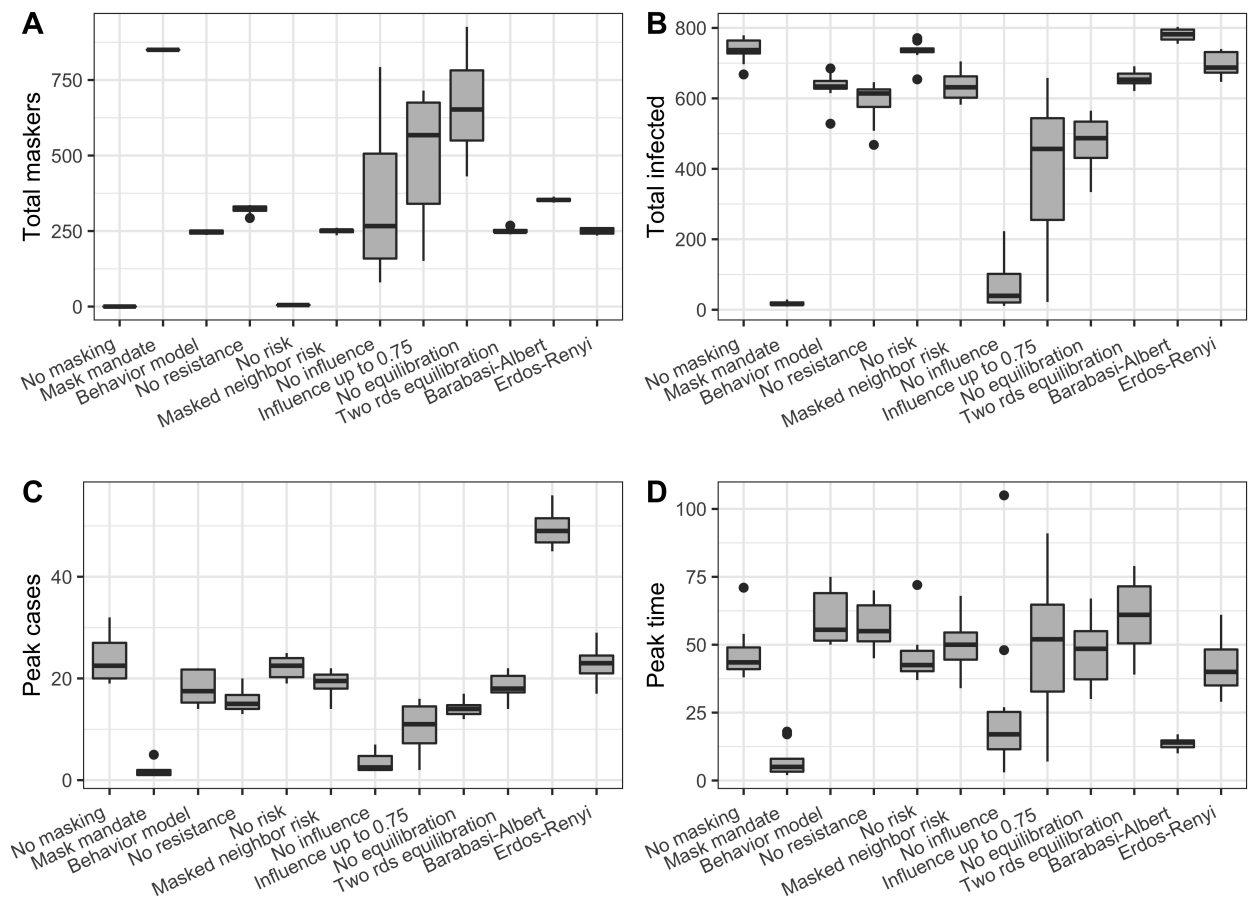 A
Total maskers
750
500
250
0
No masking
Mask mandate
Behavior model
No resistance
No risk
Masked neighbor risk
No influence
Influence up to 0.75
No equilibration
Two rds equilibration
Barabasi-Albert
Erdos-Renyi
B
Total infected
800
600
400
200
0
No masking
Mask mandate
Behavior model
No resistance
No risk
Masked neighbor risk
No influence
Influence up to 0.75
No equilibration
Two rds equilibration
Barabasi-Albert
Erdos-Renyi
C
Peak cases
40
20
0
No masking
Mask mandate
Behavior model
No resistance
No risk
Masked neighbor risk
No influence
Influence up to 0.75
No equilibration
Two rds equilibration
Barabasi-Albert
Erdos-Renyi
D
Peak time
100
75
50
25
0
No masking
Mask mandate
Behavior model
No resistance
No risk
Masked neighbor risk
No influence
Influence up to 0.75
No equilibration
Two rds equilibration
Barabasi-Albert
Erdos-Renyi